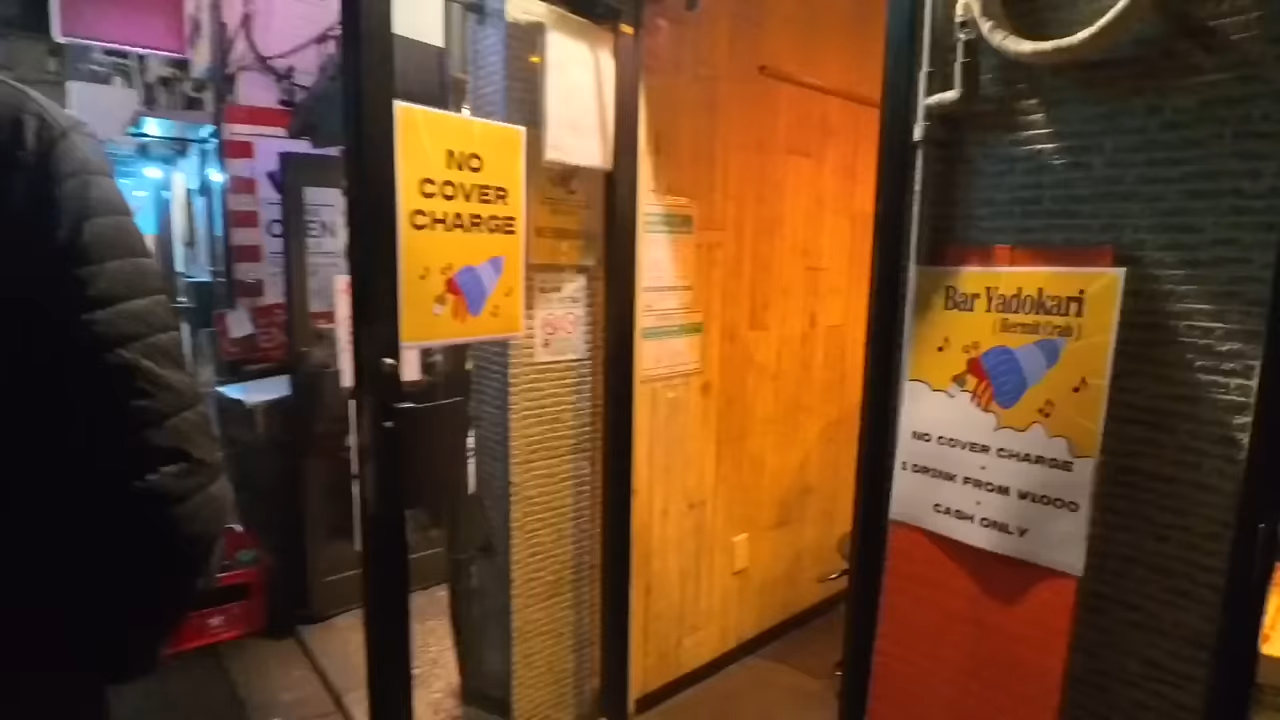 NO
COVER
CHARGE
OPEN
Bar Yadokari
(Hermit Crab)
NO COVER CHARGE
1 DRINK FROM ¥1000
CASH ONLY